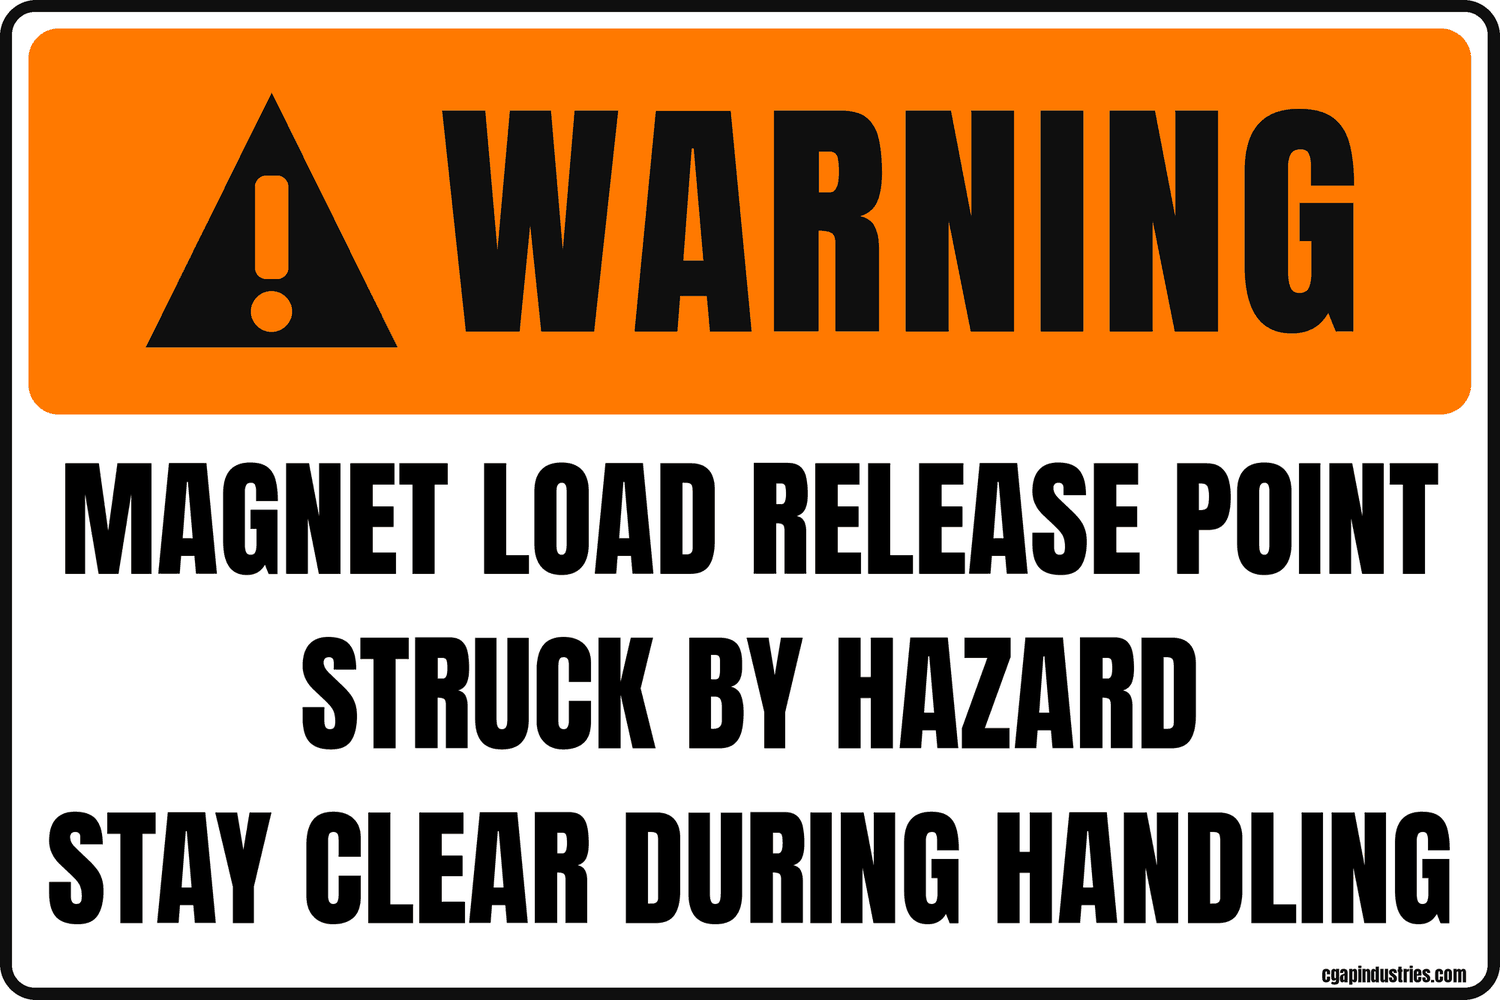 WARNING
MAGNET LOAD RELEASE POINT
STRUCK BY HAZARD
STAY CLEAR DURING HANDLING
cgapindustries.com